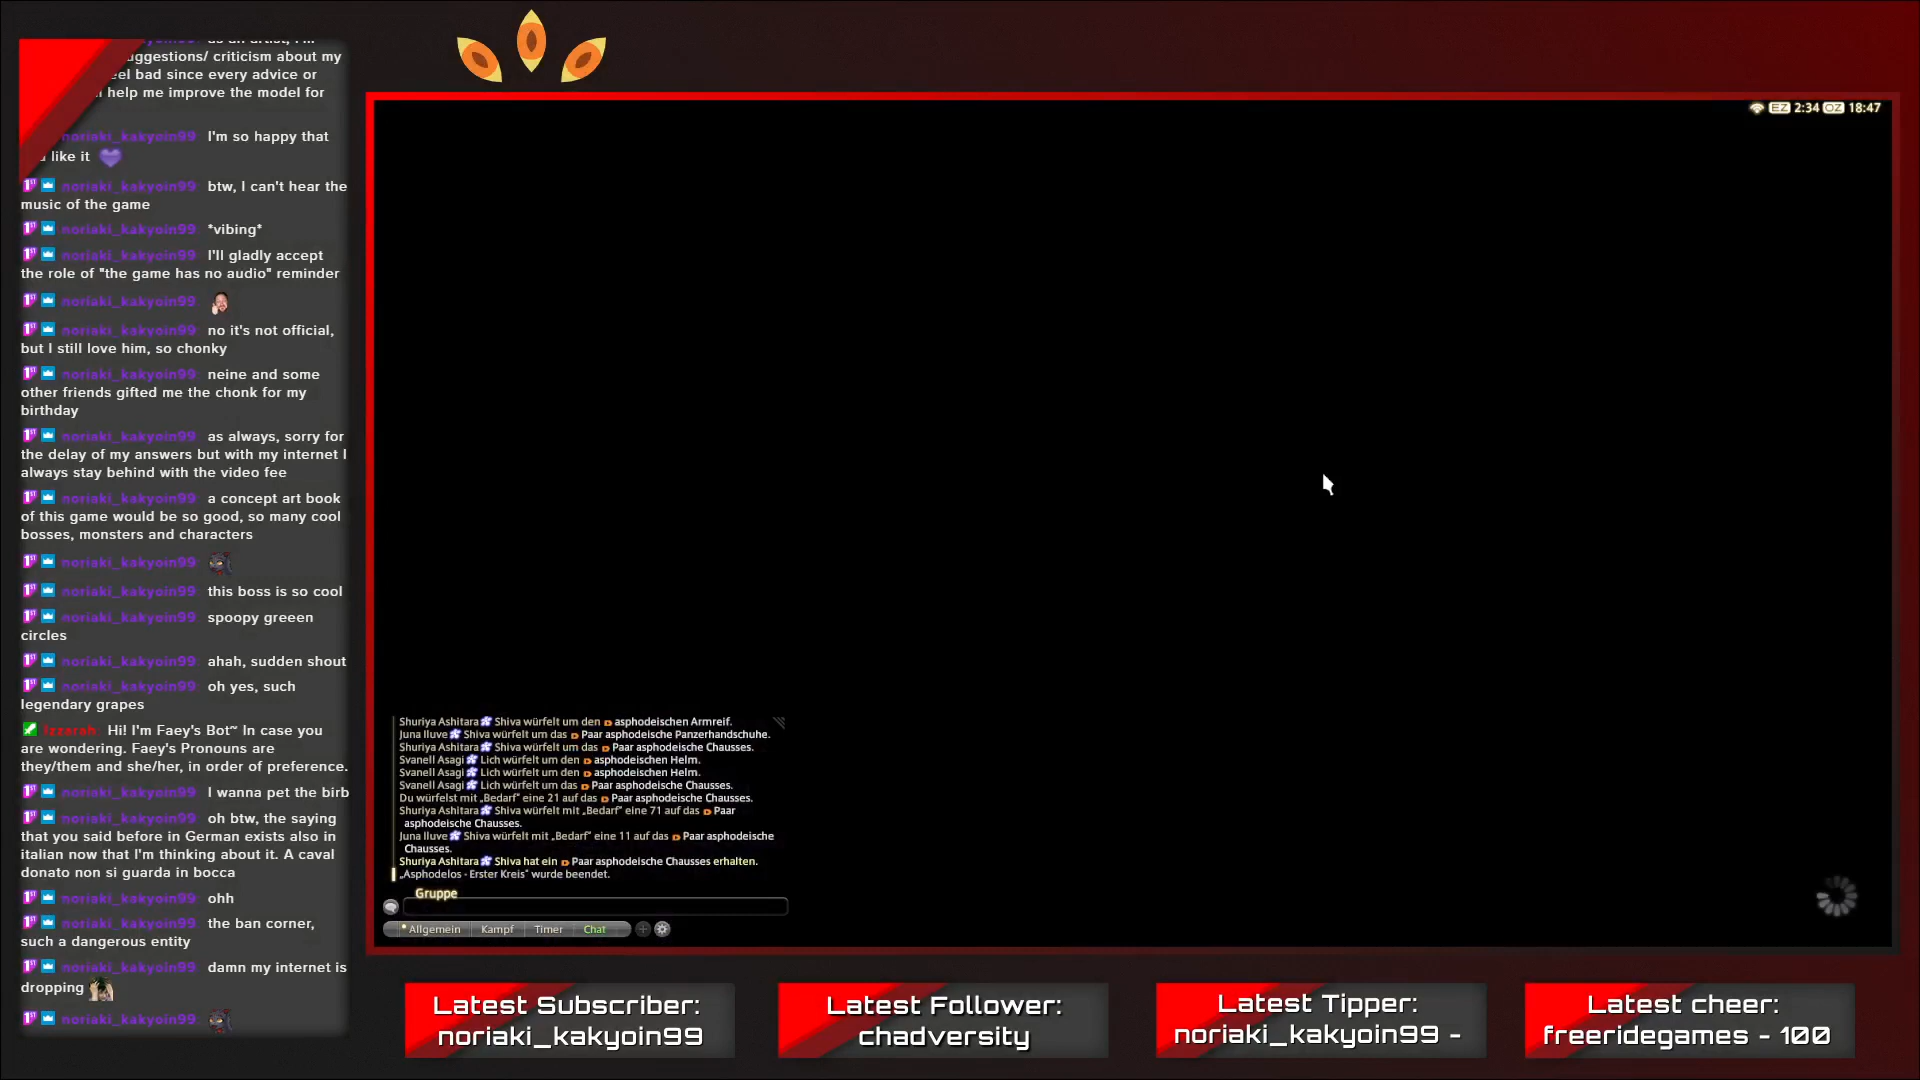 as an artist, I'm
uggestions/ criticism about my
eel bad since every advice or
help me improve the model for
noriaki_kakyoin99: I'm so happy that
like it
noriaki_kakyoin99: btw, I can't hear the
music of the game
noriaki_kakyoin99: *vibing*
noriaki_kakyoin99: I'll gladly accept
the role of "the game has no audio" reminder
noriaki_kakyoin99:
noriaki_kakyoin99: no it's not official,
but I still love him, so chonky
noriaki_kakyoin99: neine and some
other friends gifted me the chonk for my
birthday
noriaki_kakyoin99: as always, sorry for
the delay of my answers but with my internet I
always stay behind with the video fee
noriaki_kakyoin99: a concept art book
of this game would be so good, so many cool
bosses, monsters and characters
noriaki_kakyoin99:
noriaki_kakyoin99: this boss is so cool
noriaki_kakyoin99: spoopy greeen
circles
noriaki_kakyoin99: ahah, sudden shout
noriaki_kakyoin99: oh yes, such
legendary grapes
Izzarah: Hi! I'm Faey's Bot~ In case you
are wondering. Faey's Pronouns are
they/them and she/her, in order of preference.
noriaki_kakyoin99: I wanna pet the birb
noriaki_kakyoin99: oh btw, the saying
that you said before in German exists also in
italian now that I'm thinking about it. A caval
donato non si guarda in bocca
noriaki_kakyoin99: ohh
noriaki_kakyoin99: the ban corner,
such a dangerous entity
noriaki_kakyoin99: damn my internet is
dropping
noriaki_kakyoin99:
EZ 2:34 OZ 18:47
Shuriya Ashitara Shiva würfelt um den asphodeischen Armreif.
Juna Iluve Shiva würfelt um das Paar asphodeische Panzerhandschuhe.
Shuriya Ashitara Shiva würfelt um das Paar asphodeische Chausses.
Svanell Asagi Lich würfelt um den asphodeischen Helm.
Svanell Asagi Lich würfelt um den asphodeischen Helm.
Svanell Asagi Lich würfelt um das Paar asphodeische Chausses.
Du würfelst mit „Bedarf" eine 21 auf das Paar asphodeische Chausses.
Shuriya Ashitara Shiva würfelt mit „Bedarf" eine 71 auf das Paar
asphodeische Chausses.
Juna Iluve Shiva würfelt mit „Bedarf" eine 11 auf das Paar asphodeische
Chausses.
Shuriya Ashitara Shiva hat ein Paar asphodeische Chausses erhalten.
„Asphodelos - Erster Kreis" wurde beendet.
Gruppe
Allgemein Kampf Timer Chat
Latest Subscriber:
noriaki_kakyoin99
Latest Follower:
chadversity
Latest Tipper:
noriaki_kakyoin99 -
Latest cheer:
freeridegames - 100